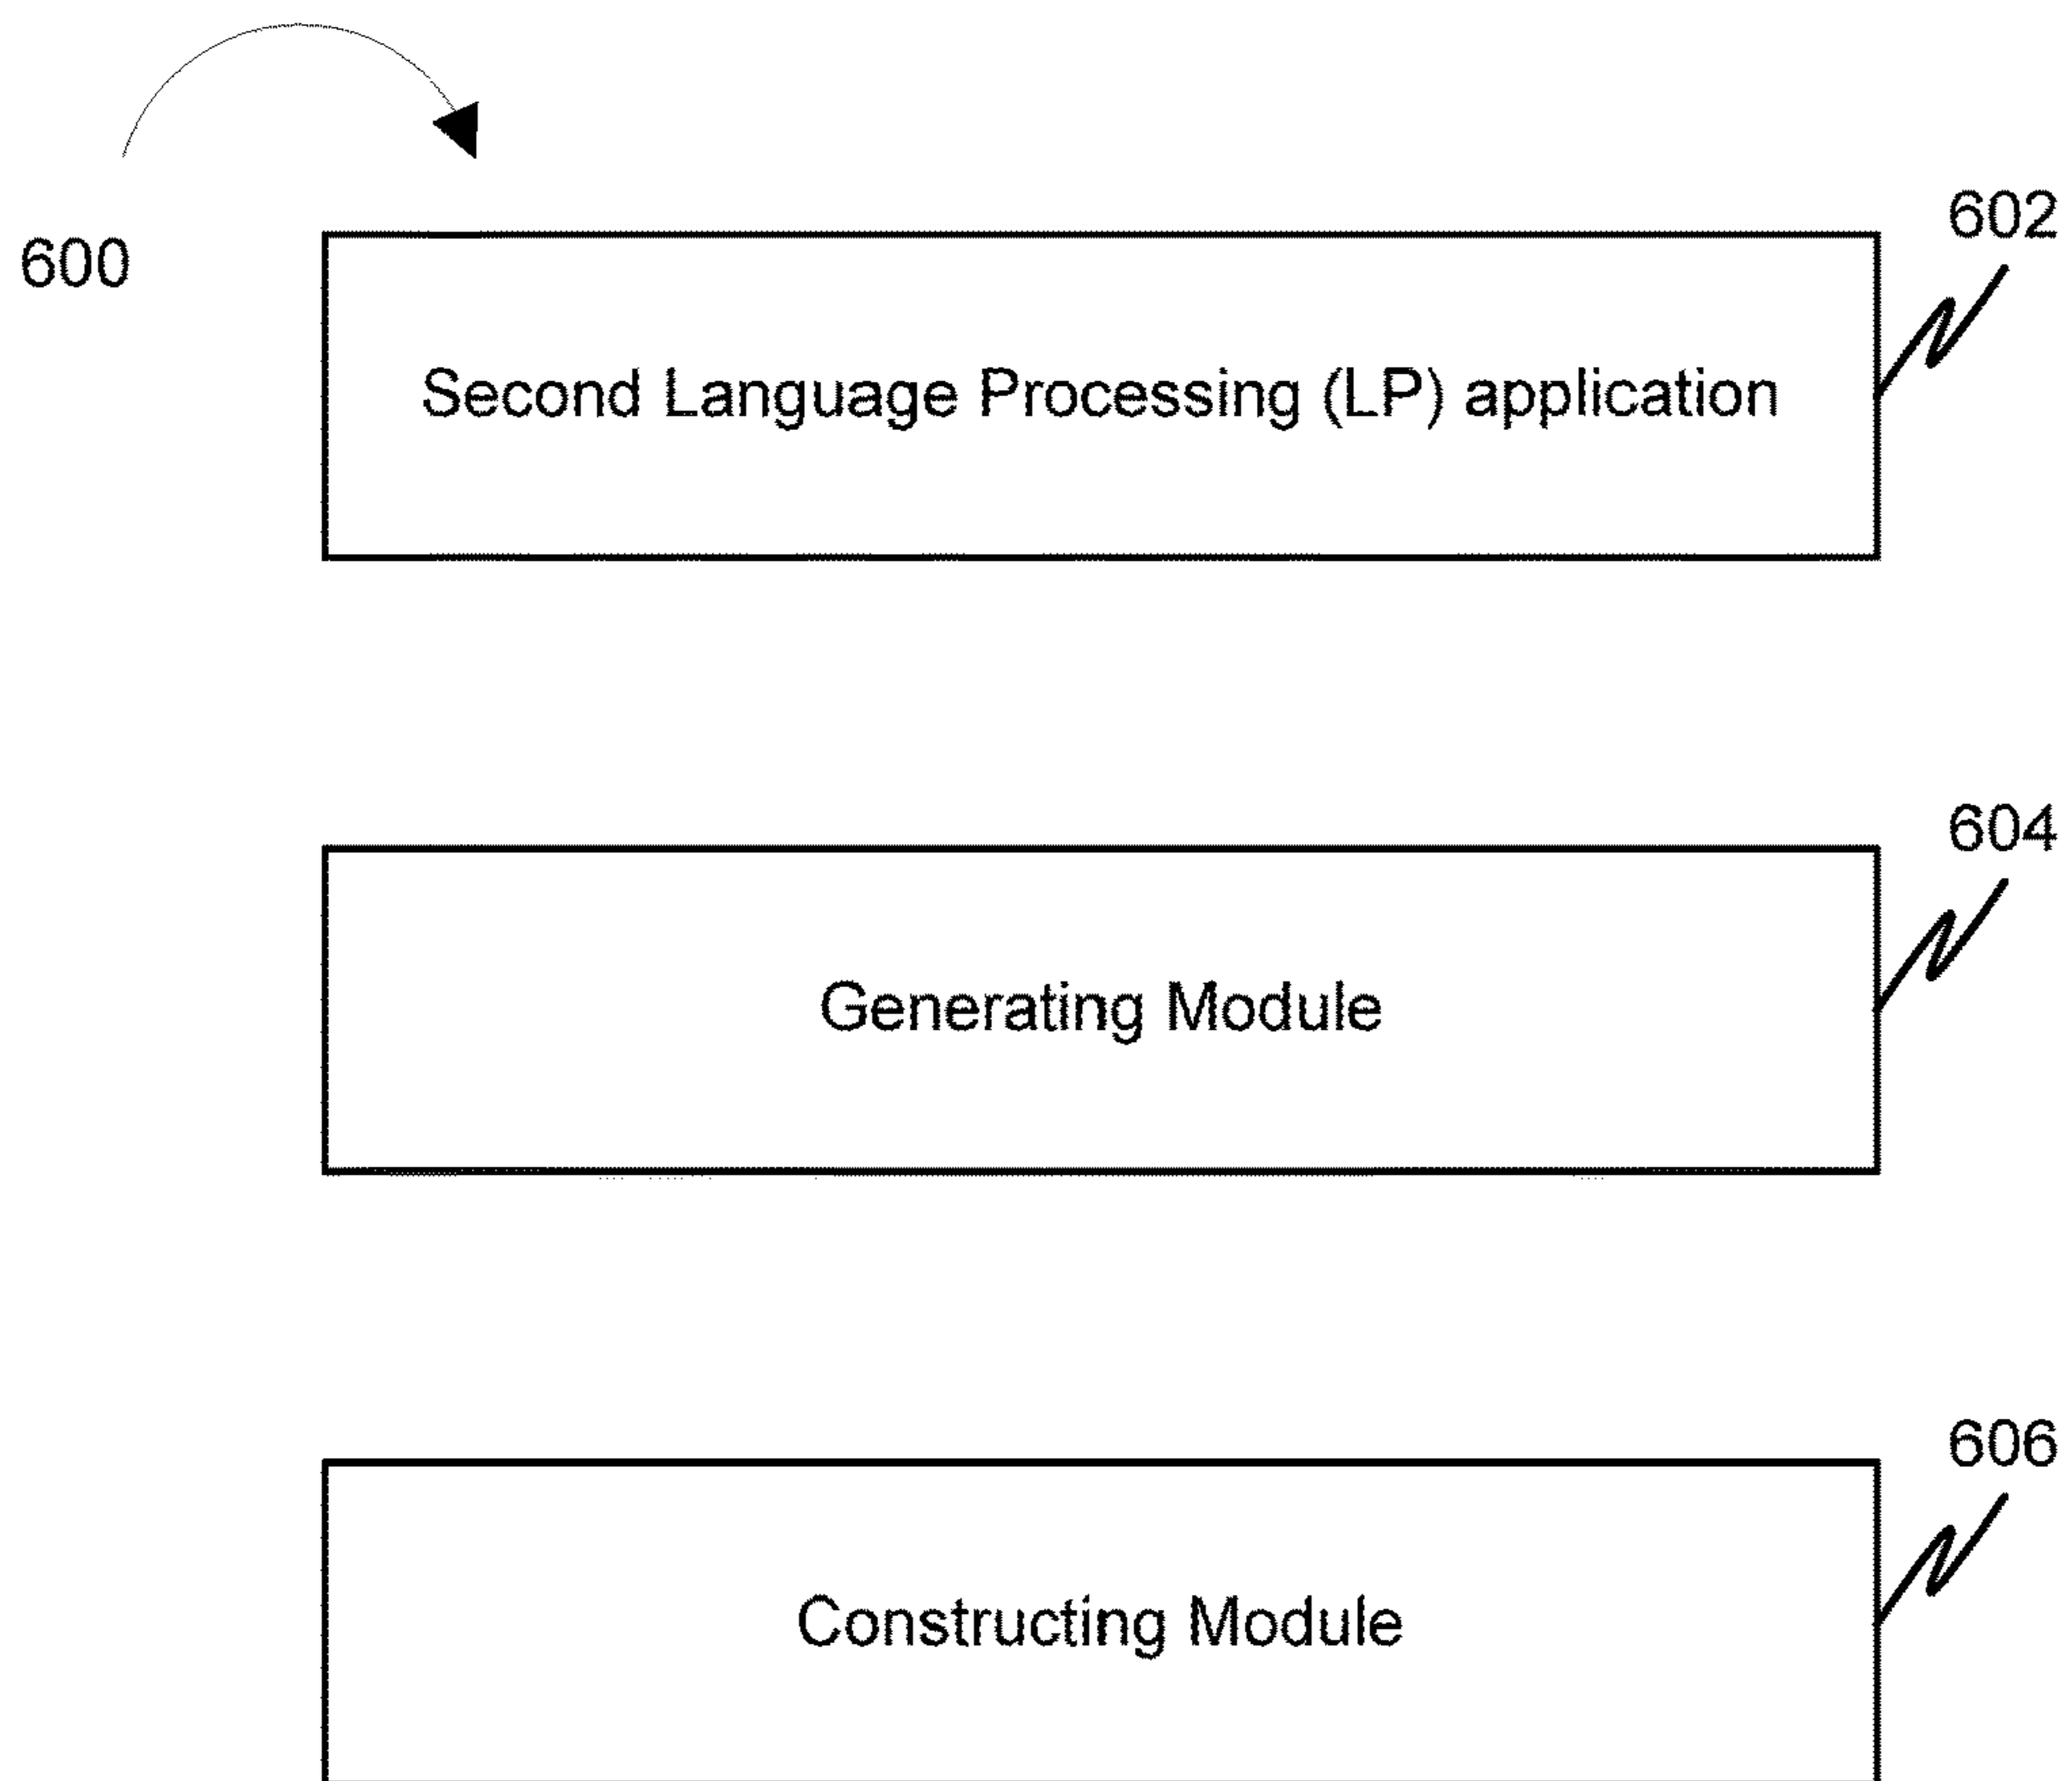 602
600
Second Language Processing (LP) application
604
Generating Module
606
Constructing Module